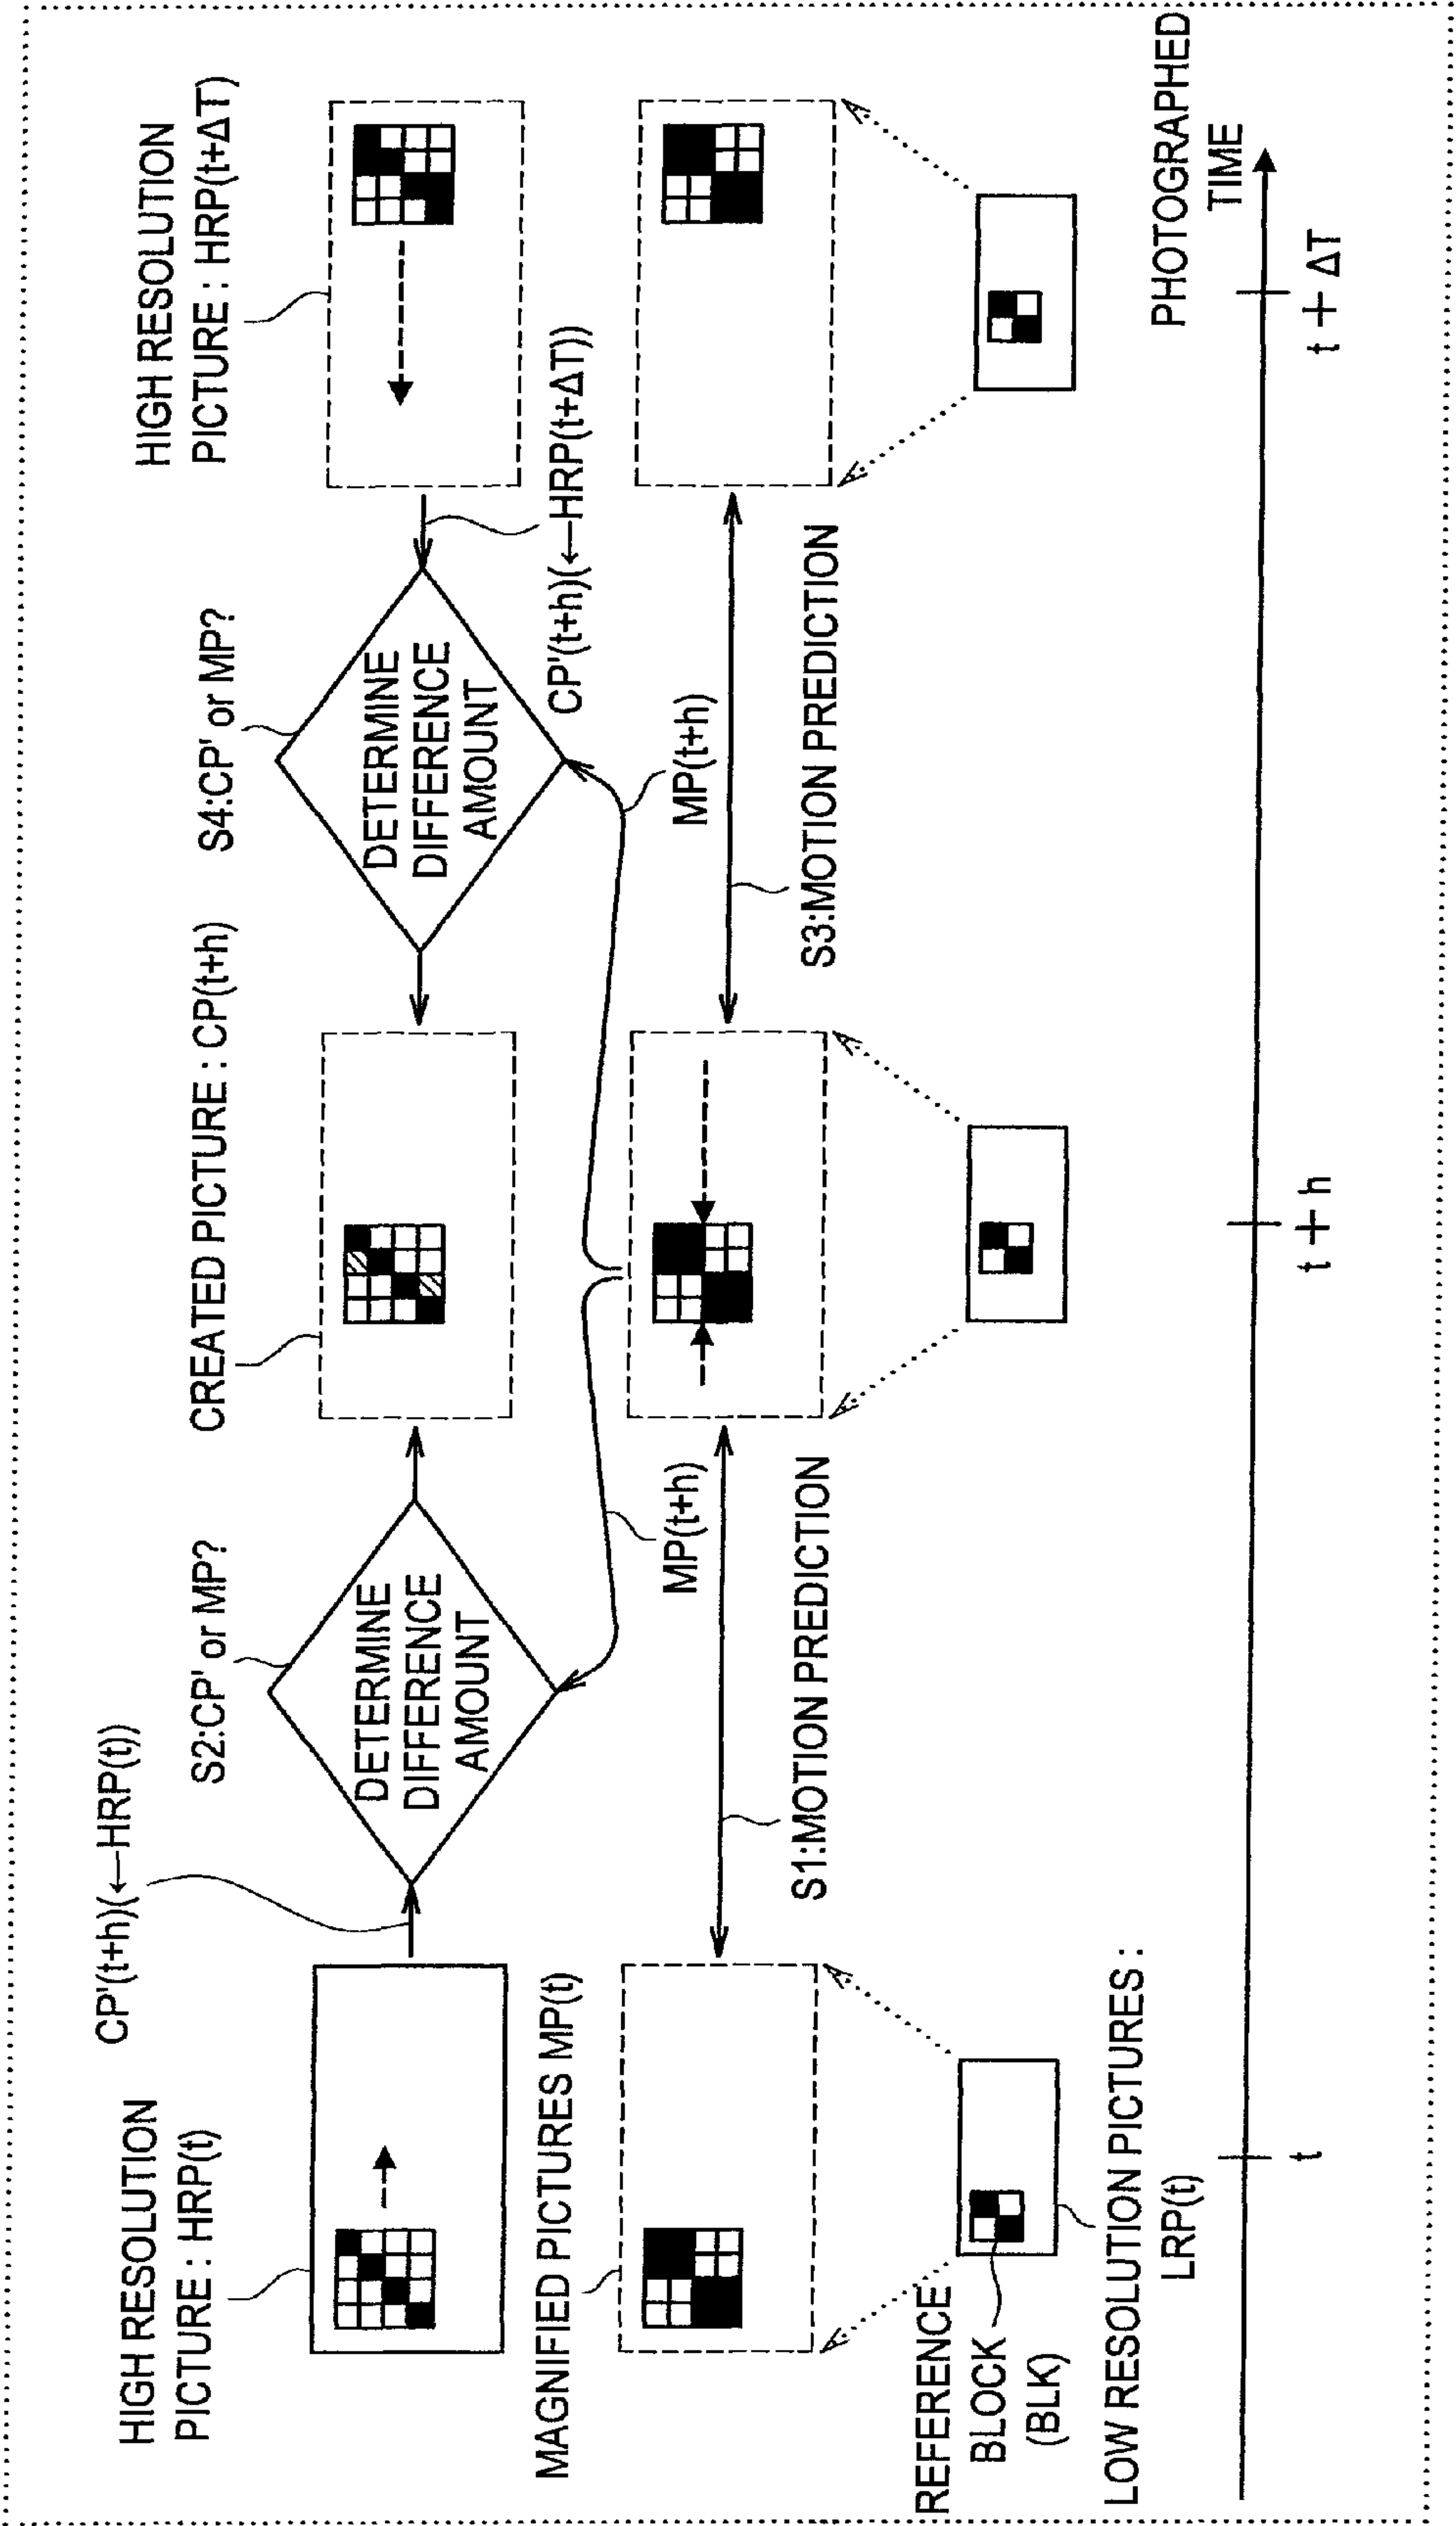 HIGH RESOLUTION
PICTURE : HRP(t)
CP'(t+h)(←HRP(t))
S2:CP' or MP?
DETERMINE
DIFFERENCE
AMOUNT
CREATED PICTURE : CP(t+h)
S4:CP' or MP?
DETERMINE
DIFFERENCE
AMOUNT
HIGH RESOLUTION
PICTURE : HRP(t+ΔT)
CP'(t+h)(←HRP(t+ΔT))
MAGNIFIED PICTURES MP(t)
MP(t+h)
MP(t+h)
S1:MOTION PREDICTION
S3:MOTION PREDICTION
REFERENCE
BLOCK
(BLK)
LOW RESOLUTION PICTURES :
LRP(t)
PHOTOGRAPHED
TIME
t
t + h
t + ΔT